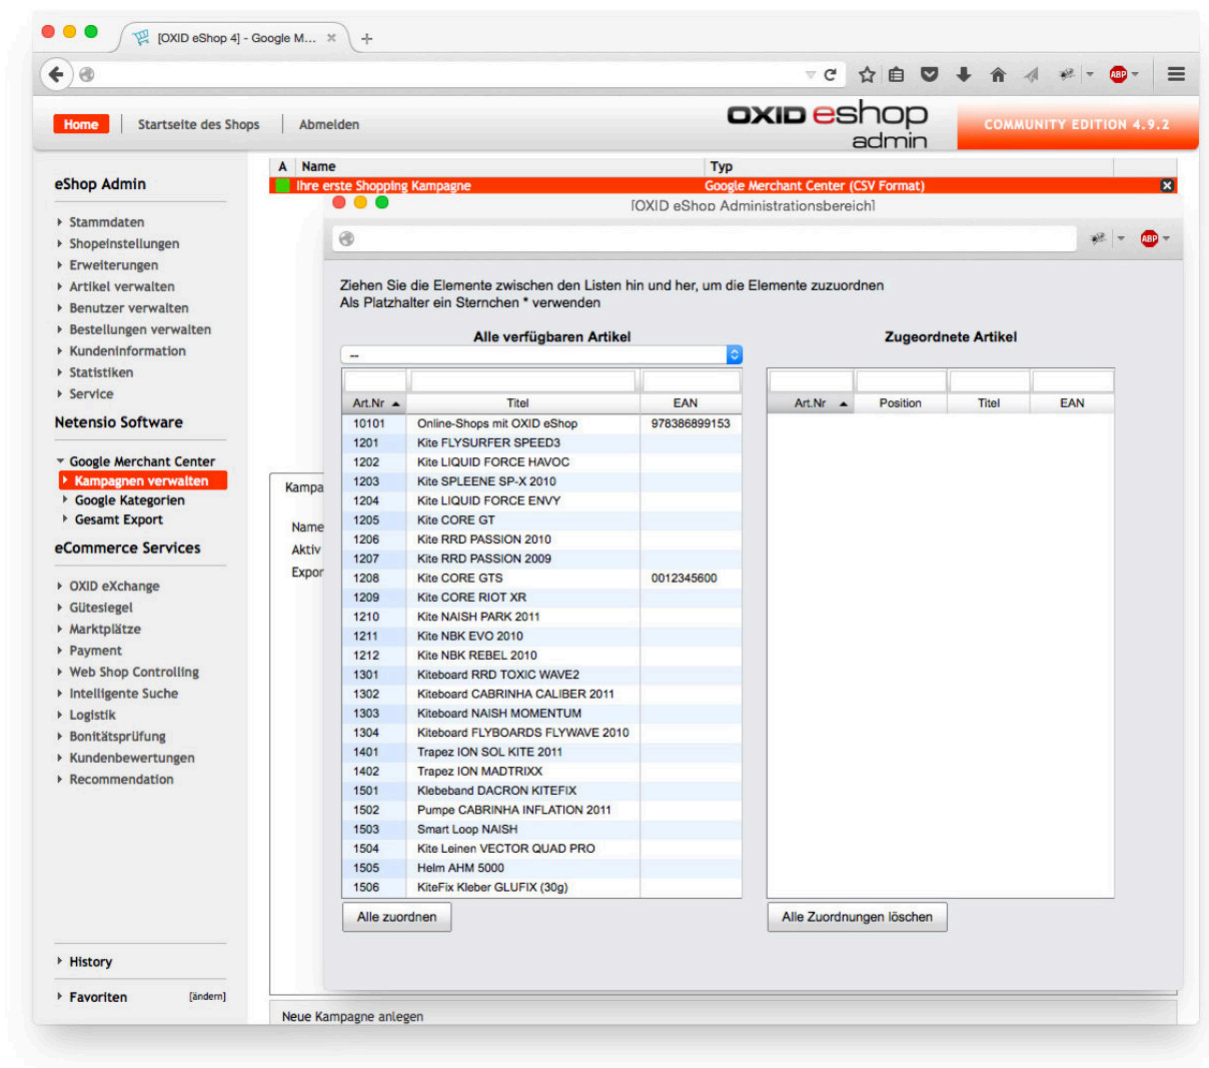 [OXID eShop 4] - Google M...
ABP
Home Startseite des Shops Abmelden
OXID eshop
admin
COMMUNITY EDITION 4.9.2
eShop Admin
Stammdaten
Shopeinstellungen
Erweiterungen
Artikel verwalten
Benutzer verwalten
Bestellungen verwalten
Kundeninformation
Statistiken
Service
Netensio Software
Google Merchant Center
Kampagnen verwalten
Google Kategorien
Gesamt Export
eCommerce Services
OXID eXchange
Gütesiegel
Marktplätze
Payment
Web Shop Controlling
Intelligente Suche
Logistik
Bonitätsprüfung
Kundenbewertungen
Recommendation
History
Favoriten [ändern]
A Name Typ
Ihre erste Shopping Kampagne Google Merchant Center (CSV Format)
Kampa
Name
Aktiv
Expor
[OXID eShop Administrationsbereich]
ABP
Ziehen Sie die Elemente zwischen den Listen hin und her, um die Elemente zuzuordnen
Als Platzhalter ein Sternchen * verwenden
Alle verfügbaren Artikel
--
Art.Nr Titel EAN
10101 Online-Shops mit OXID eShop 978386899153
1201 Kite FLYSURFER SPEED3
1202 Kite LIQUID FORCE HAVOC
1203 Kite SPLEENE SP-X 2010
1204 Kite LIQUID FORCE ENVY
1205 Kite CORE GT
1206 Kite RRD PASSION 2010
1207 Kite RRD PASSION 2009
1208 Kite CORE GTS 0012345600
1209 Kite CORE RIOT XR
1210 Kite NAISH PARK 2011
1211 Kite NBK EVO 2010
1212 Kite NBK REBEL 2010
1301 Kiteboard RRD TOXIC WAVE2
1302 Kiteboard CABRINHA CALIBER 2011
1303 Kiteboard NAISH MOMENTUM
1304 Kiteboard FLYBOARDS FLYWAVE 2010
1401 Trapez ION SOL KITE 2011
1402 Trapez ION MADTRIXX
1501 Klebeband DACRON KITEFIX
1502 Pumpe CABRINHA INFLATION 2011
1503 Smart Loop NAISH
1504 Kite Leinen VECTOR QUAD PRO
1505 Helm AHM 5000
1506 KiteFix Kleber GLUFIX (30g)
Alle zuordnen
Zugeordnete Artikel
Art.Nr Position Titel EAN
Alle Zuordnungen löschen
Neue Kampagne anlegen